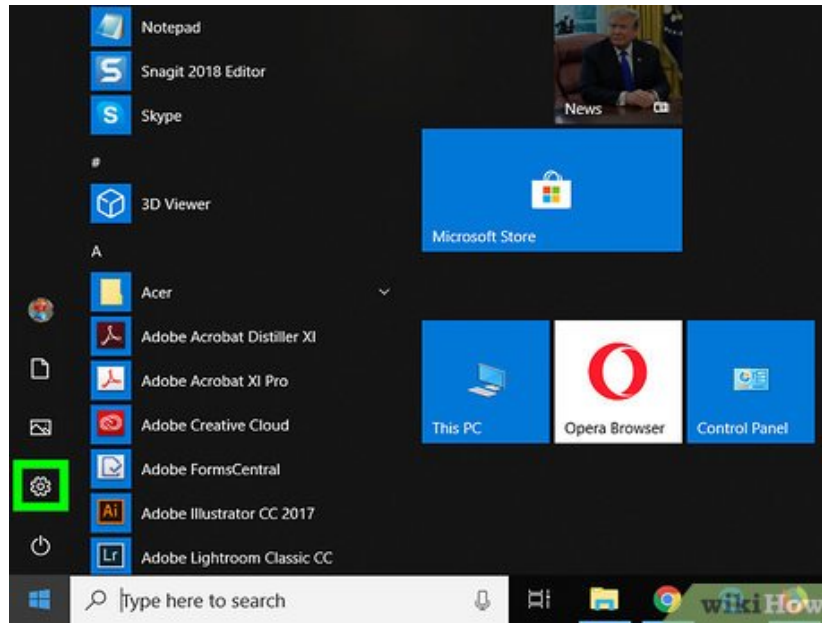 Notepad
Snagit 2018 Editor
Skype
#
3D Viewer
A
Acer
Adobe Acrobat Distiller XI
Adobe Acrobat XI Pro
Adobe Creative Cloud
Adobe FormsCentral
Ai
Adobe Illustrator CC 2017
Lr
Adobe Lightroom Classic CC
News
Microsoft Store
This PC
Opera Browser
Control Panel
Type here to search
wikiHow